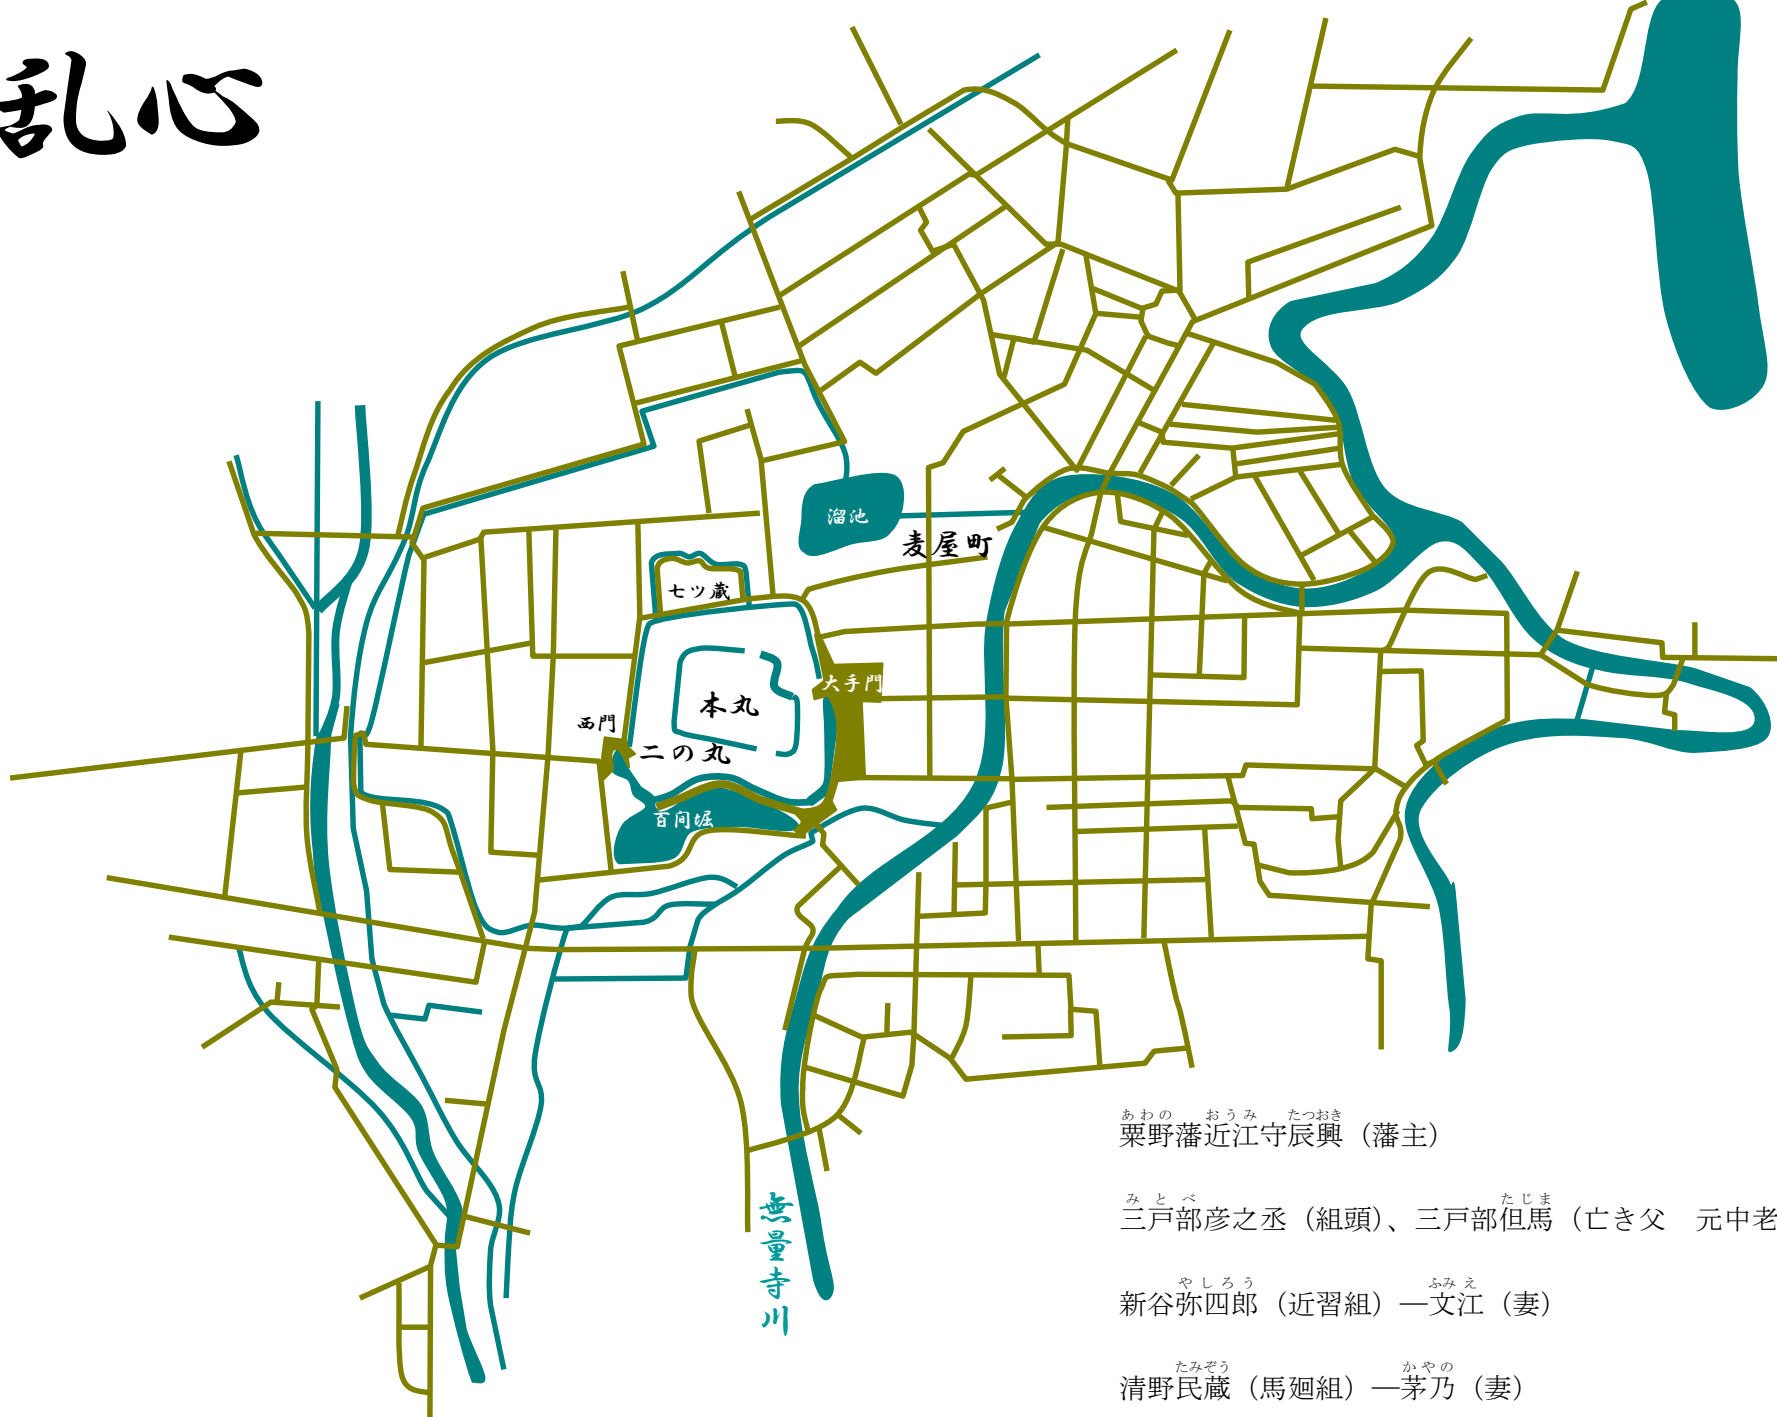 乱心
溜池
麦屋町
七ツ蔵
大手門
本丸
西門
二の丸
百间堀
無量寺川
あわの おうみ たつおき
粟野藩近江守辰興（藩主）
みとべ たじま
三戸部彦之丞（組頭）、三戸部但馬（亡き父　元中老
やしろう ふみえ
新谷弥四郎（近習組）―文江（妻）
たみぞう かやの
清野民蔵（馬廻組）―茅乃（妻）